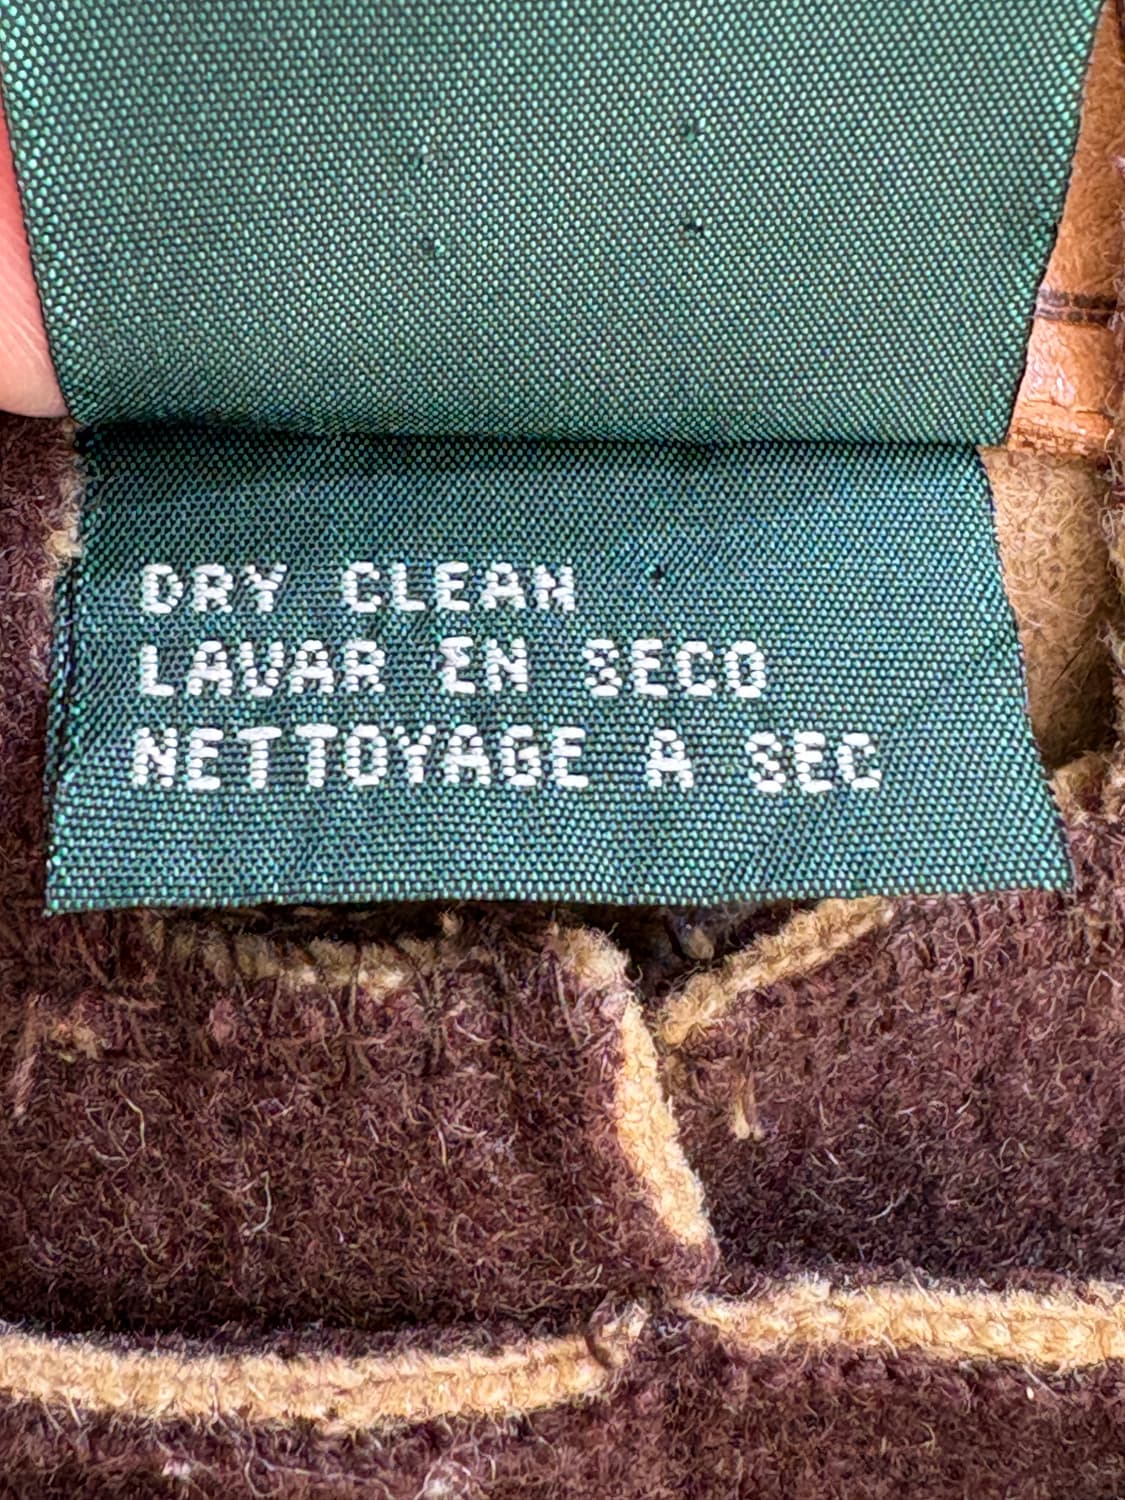 DRY CLEAN
LAVAR EN SECO
NETTOYAGE A SEC